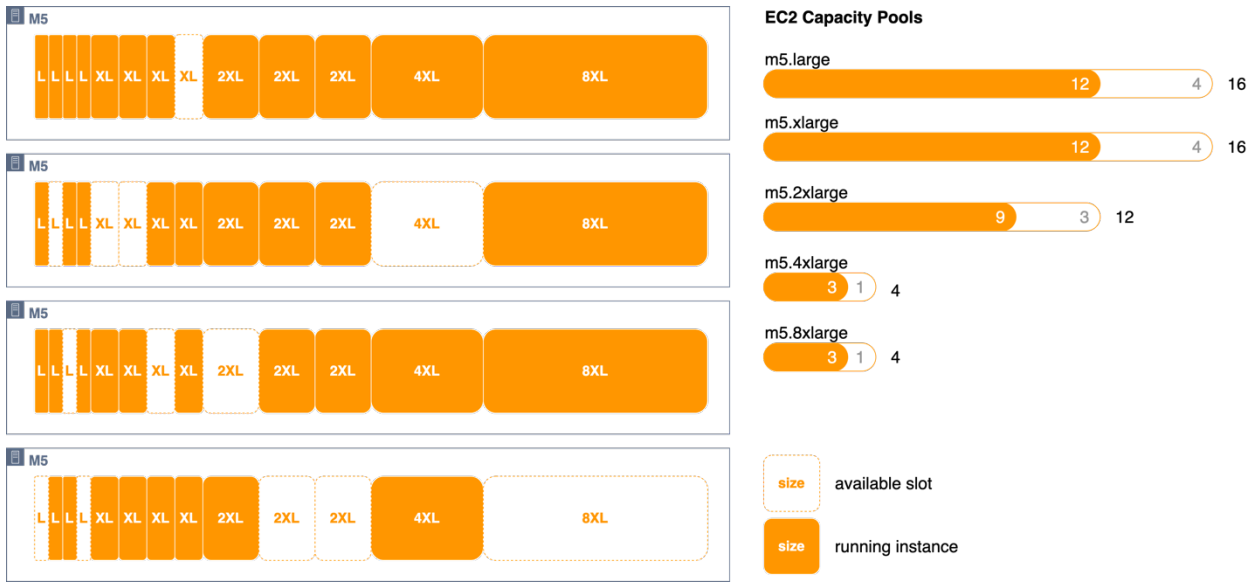 M5
L L L L XL XL XL XL 2XL 2XL 2XL 4XL 8XL
M5
L L L L XL XL XL XL 2XL 2XL 2XL 4XL 8XL
M5
L L L L XL XL XL XL 2XL 2XL 2XL 4XL 8XL
M5
L L L L XL XL XL XL 2XL 2XL 2XL 4XL 8XL
EC2 Capacity Pools
m5.large
12 4 16
m5.xlarge
12 4 16
m5.2xlarge
9 3 12
m5.4xlarge
3 1 4
m5.8xlarge
3 1 4
size available slot
size running instance